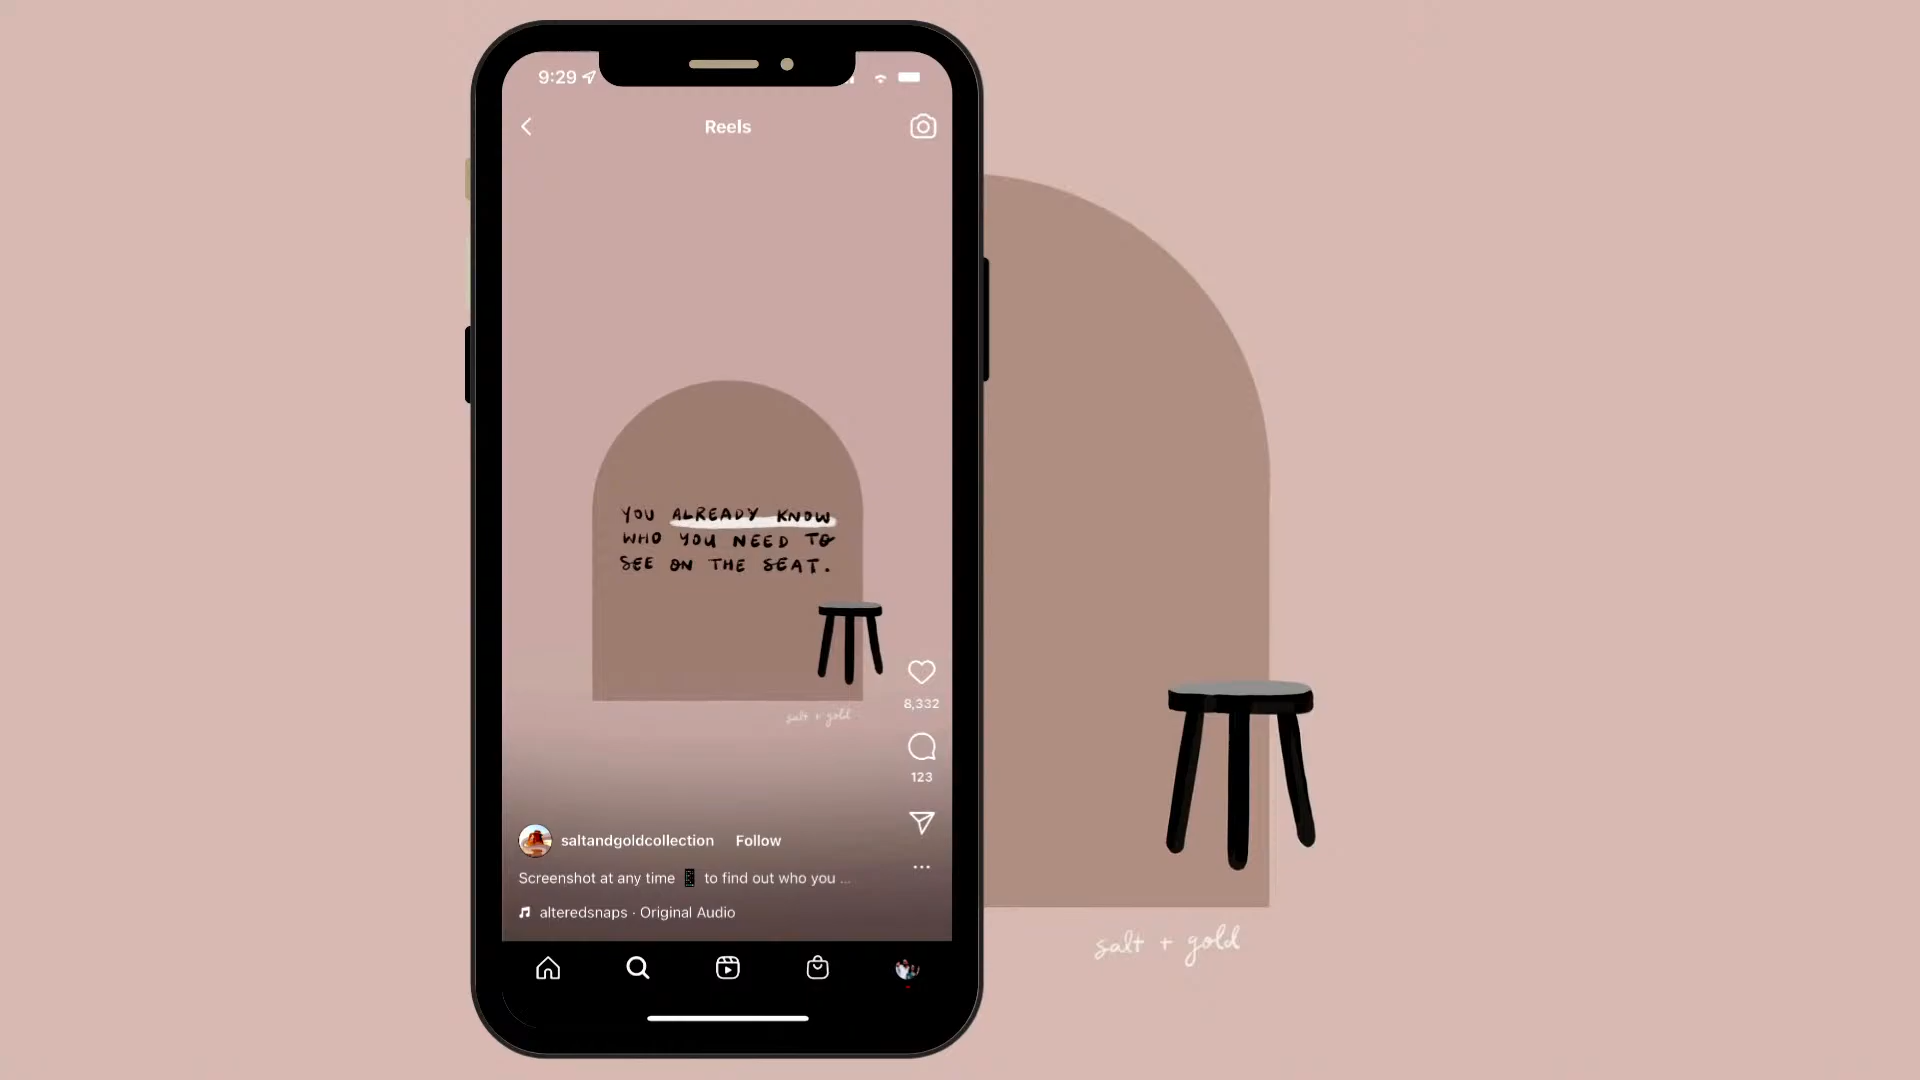 9:29
Reels
YOU ALREADY KNOW
WHO YOU NEED TO
SEE ON THE SEAT.
salt + gold
8,332
123
saltandgoldcollection Follow
Screenshot at any time 📱 to find out who you ...
alteredsnaps · Original Audio
salt + gold